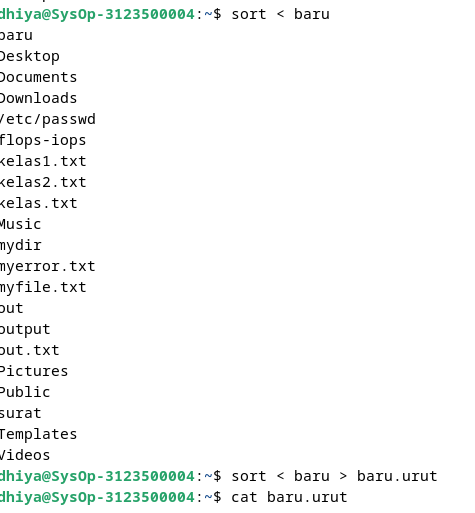 dhiya@SysOp-3123500004:~$ sort < baru
baru
Desktop
Documents
Downloads
/etc/passwd
flops-iops
kelas1.txt
kelas2.txt
kelas.txt
Music
mydir
myerror.txt
myfile.txt
out
output
out.txt
Pictures
Public
surat
Templates
Videos
dhiya@SysOp-3123500004:~$ sort < baru > baru.urut
dhiya@SysOp-3123500004:~$ cat baru.urut